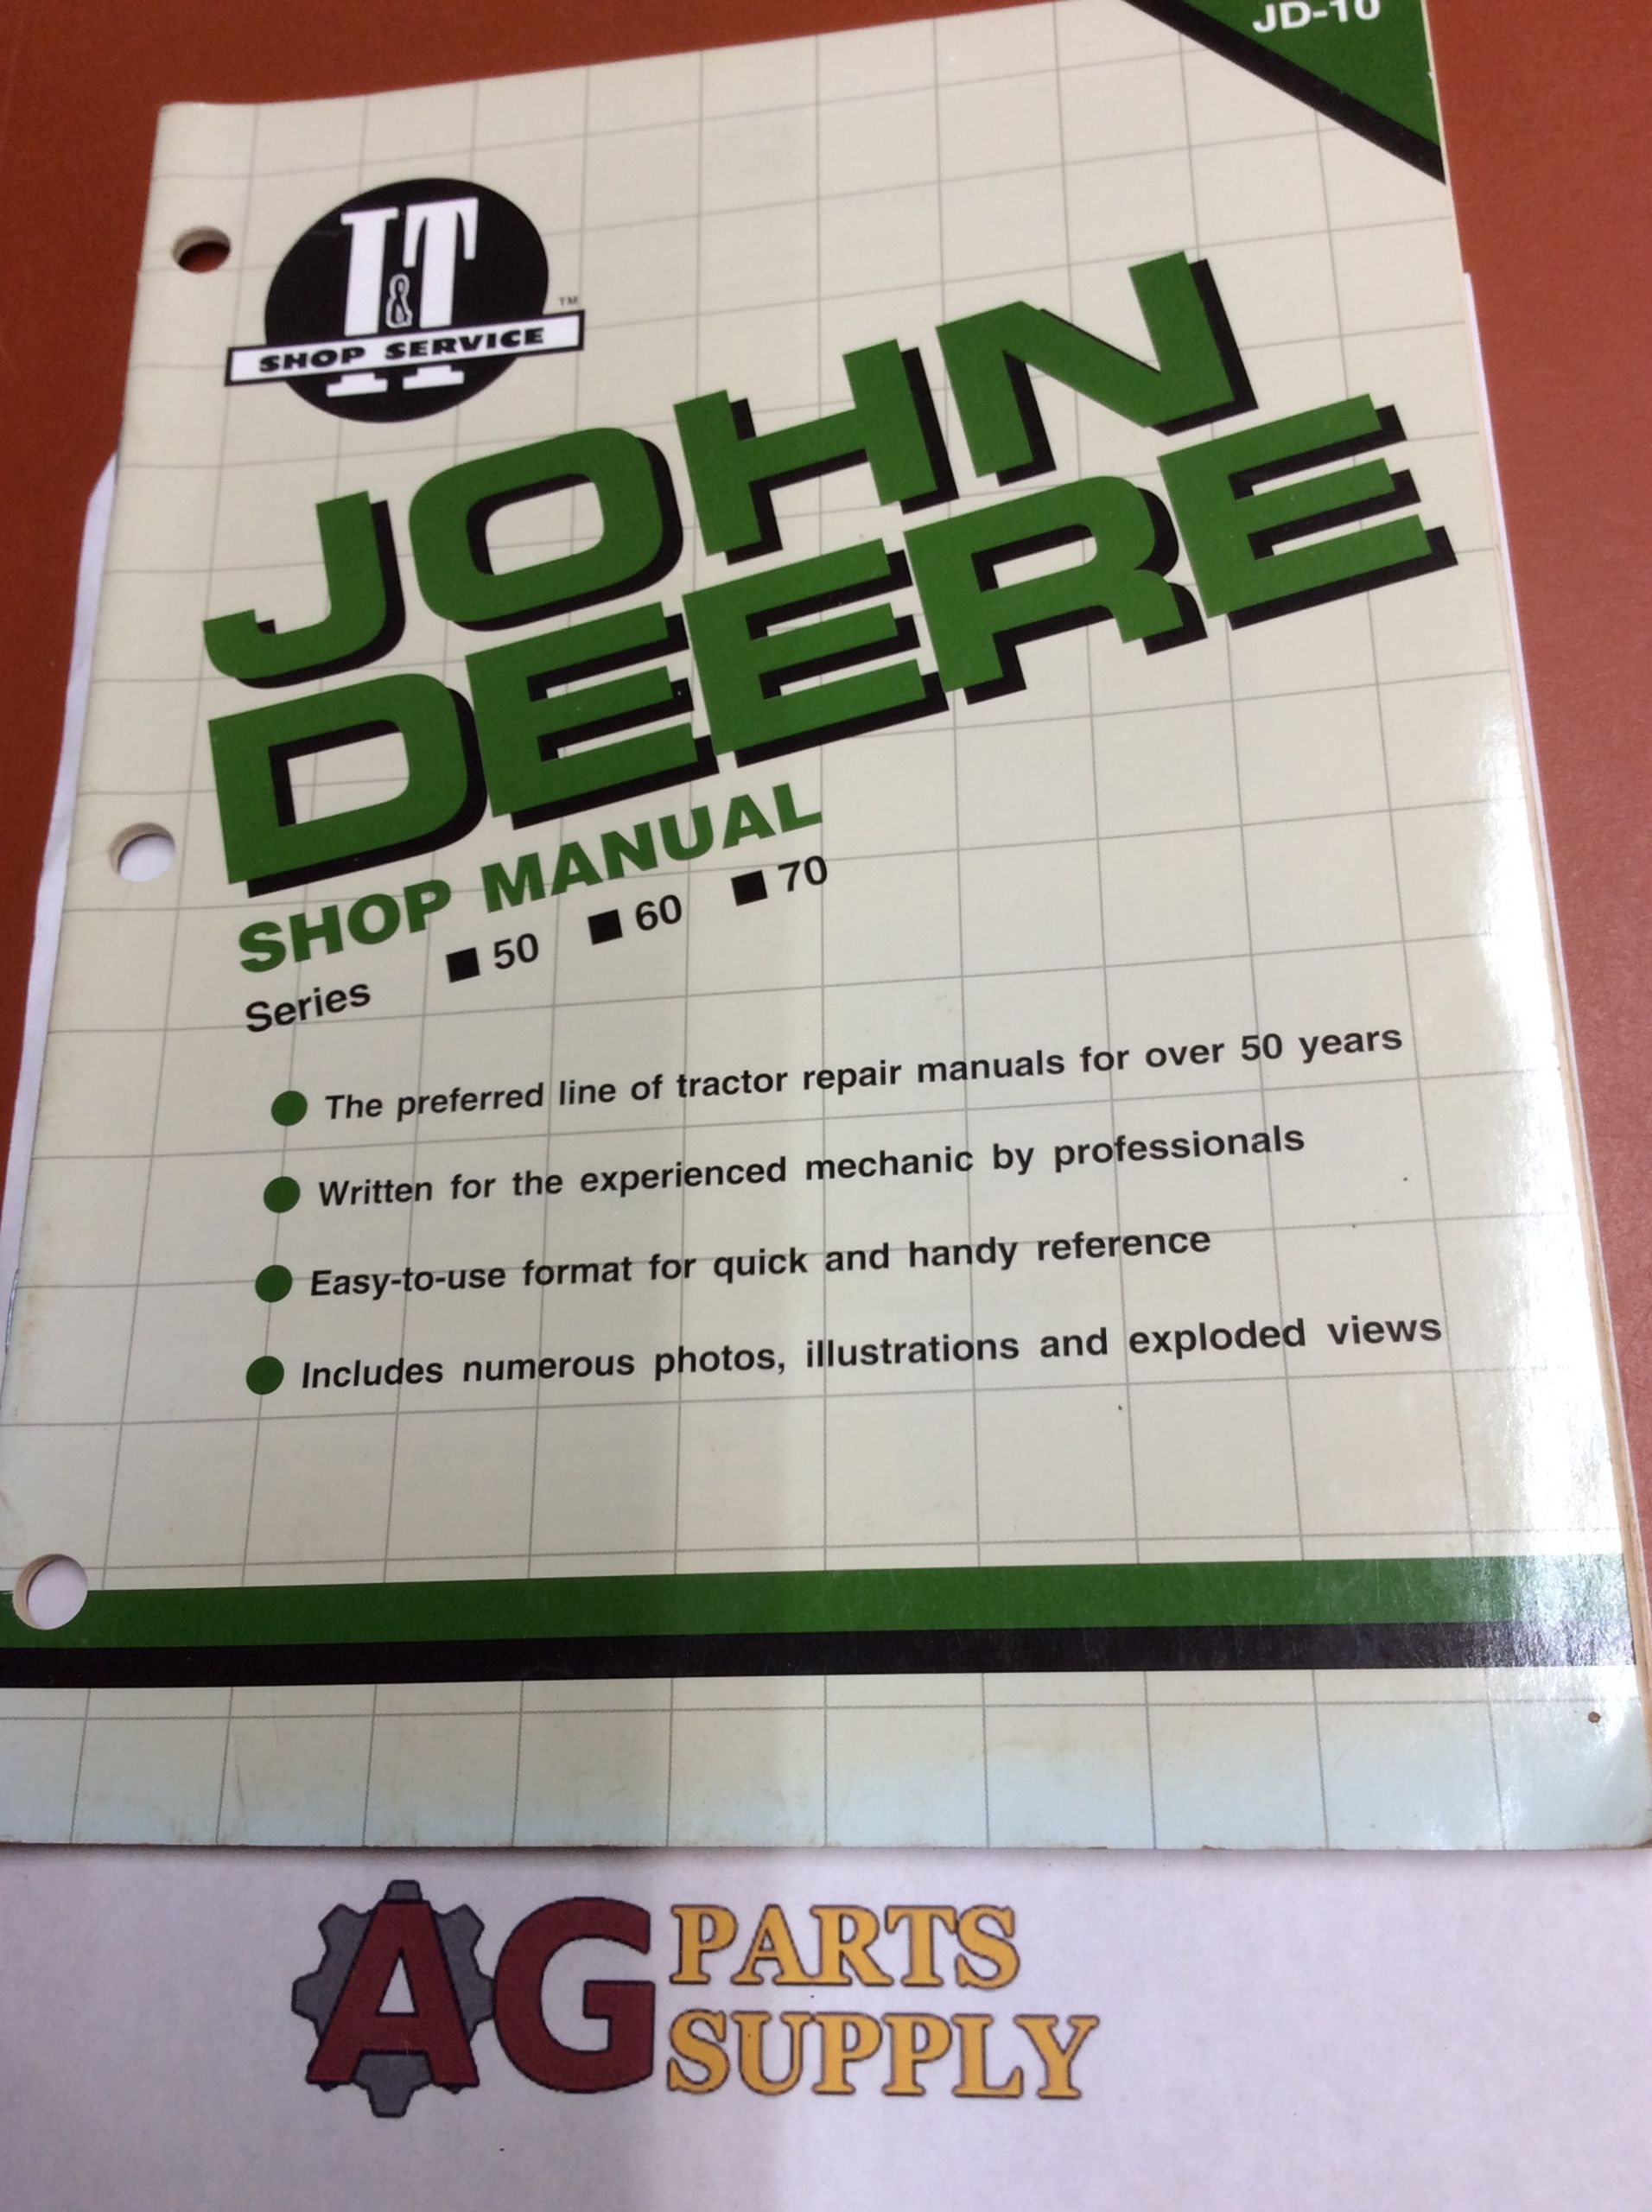 JD-10
I&T
™
SHOP SERVICE
JOHN
DEERE
SHOP MANUAL
Series ■ 50 ■ 60 ■ 70
● The preferred line of tractor repair manuals for over 50 years
● Written for the experienced mechanic by professionals
● Easy-to-use format for quick and handy reference
● Includes numerous photos, illustrations and exploded views
AG PARTS
SUPPLY